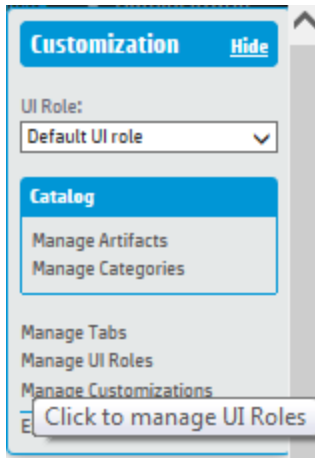 Customization Hide
UI Role:
Default UI role
Catalog
Manage Artifacts
Manage Categories
Manage Tabs
Manage UI Roles
Manage Customizations
Click to manage UI Roles